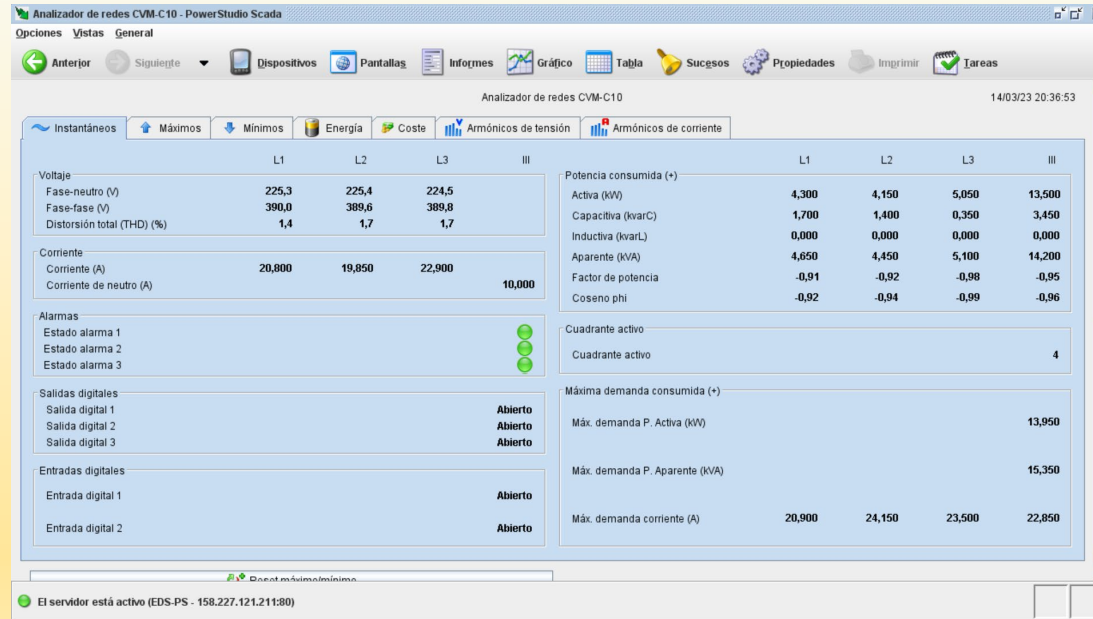 Analizador de redes CVM-C10 - PowerStudio Scada
Opciones Vistas General
Anterior Siguiente Dispositivos Pantallas Informes Gráfico Tabla Sucesos Propiedades Imprimir Tareas
Analizador de redes CVM-C10 14/03/23 20:36:53
Instantáneos Máximos Mínimos Energía Coste Armónicos de tensión Armónicos de corriente
L1 L2 L3 III
Voltaje
Fase-neutro (V) 225,3 225,4 224,5
Fase-fase (V) 390,0 389,6 389,8
Distorsión total (THD) (%) 1,4 1,7 1,7
Corriente
Corriente (A) 20,800 19,850 22,900
Corriente de neutro (A) 10,000
Alarmas
Estado alarma 1
Estado alarma 2
Estado alarma 3
Salidas digitales
Salida digital 1 Abierto
Salida digital 2 Abierto
Salida digital 3 Abierto
Entradas digitales
Entrada digital 1 Abierto
Entrada digital 2 Abierto
L1 L2 L3 III
Potencia consumida (+)
Activa (kW) 4,300 4,150 5,050 13,500
Capacitiva (kvarC) 1,700 1,400 0,350 3,450
Inductiva (kvarL) 0,000 0,000 0,000 0,000
Aparente (kVA) 4,650 4,450 5,100 14,200
Factor de potencia -0,91 -0,92 -0,98 -0,95
Coseno phi -0,92 -0,94 -0,99 -0,96
Cuadrante activo
Cuadrante activo 4
Máxima demanda consumida (+)
Máx. demanda P. Activa (kW) 13,950
Máx. demanda P. Aparente (kVA) 15,350
Máx. demanda corriente (A) 20,900 24,150 23,500 22,850
Reset máximo/mínimo
El servidor está activo (EDS-PS - 158.227.121.211:80)